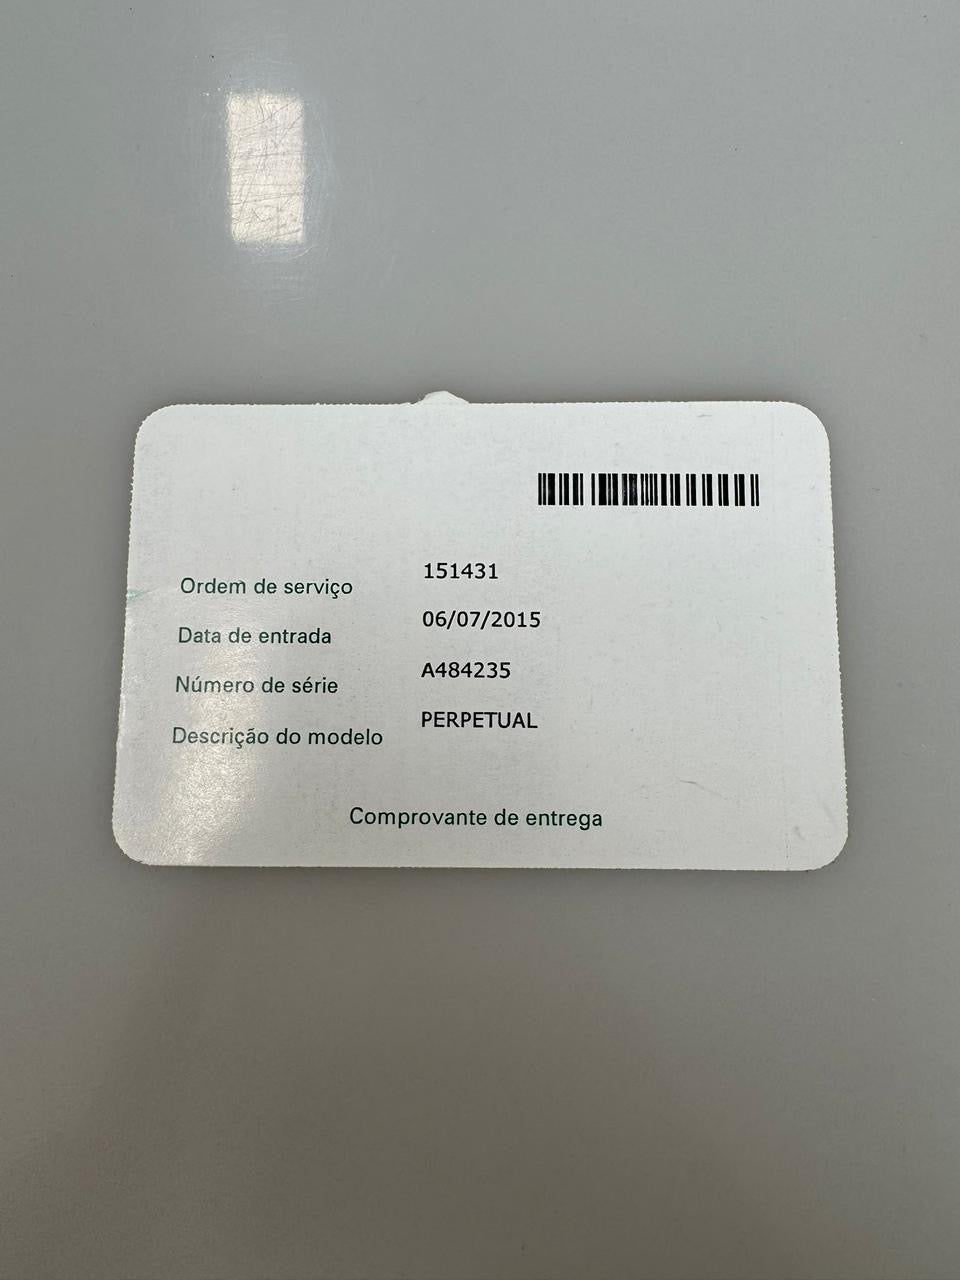 Ordem de serviço 151431
Data de entrada 06/07/2015
Número de série A484235
Descrição do modelo PERPETUAL
Comprovante de entrega